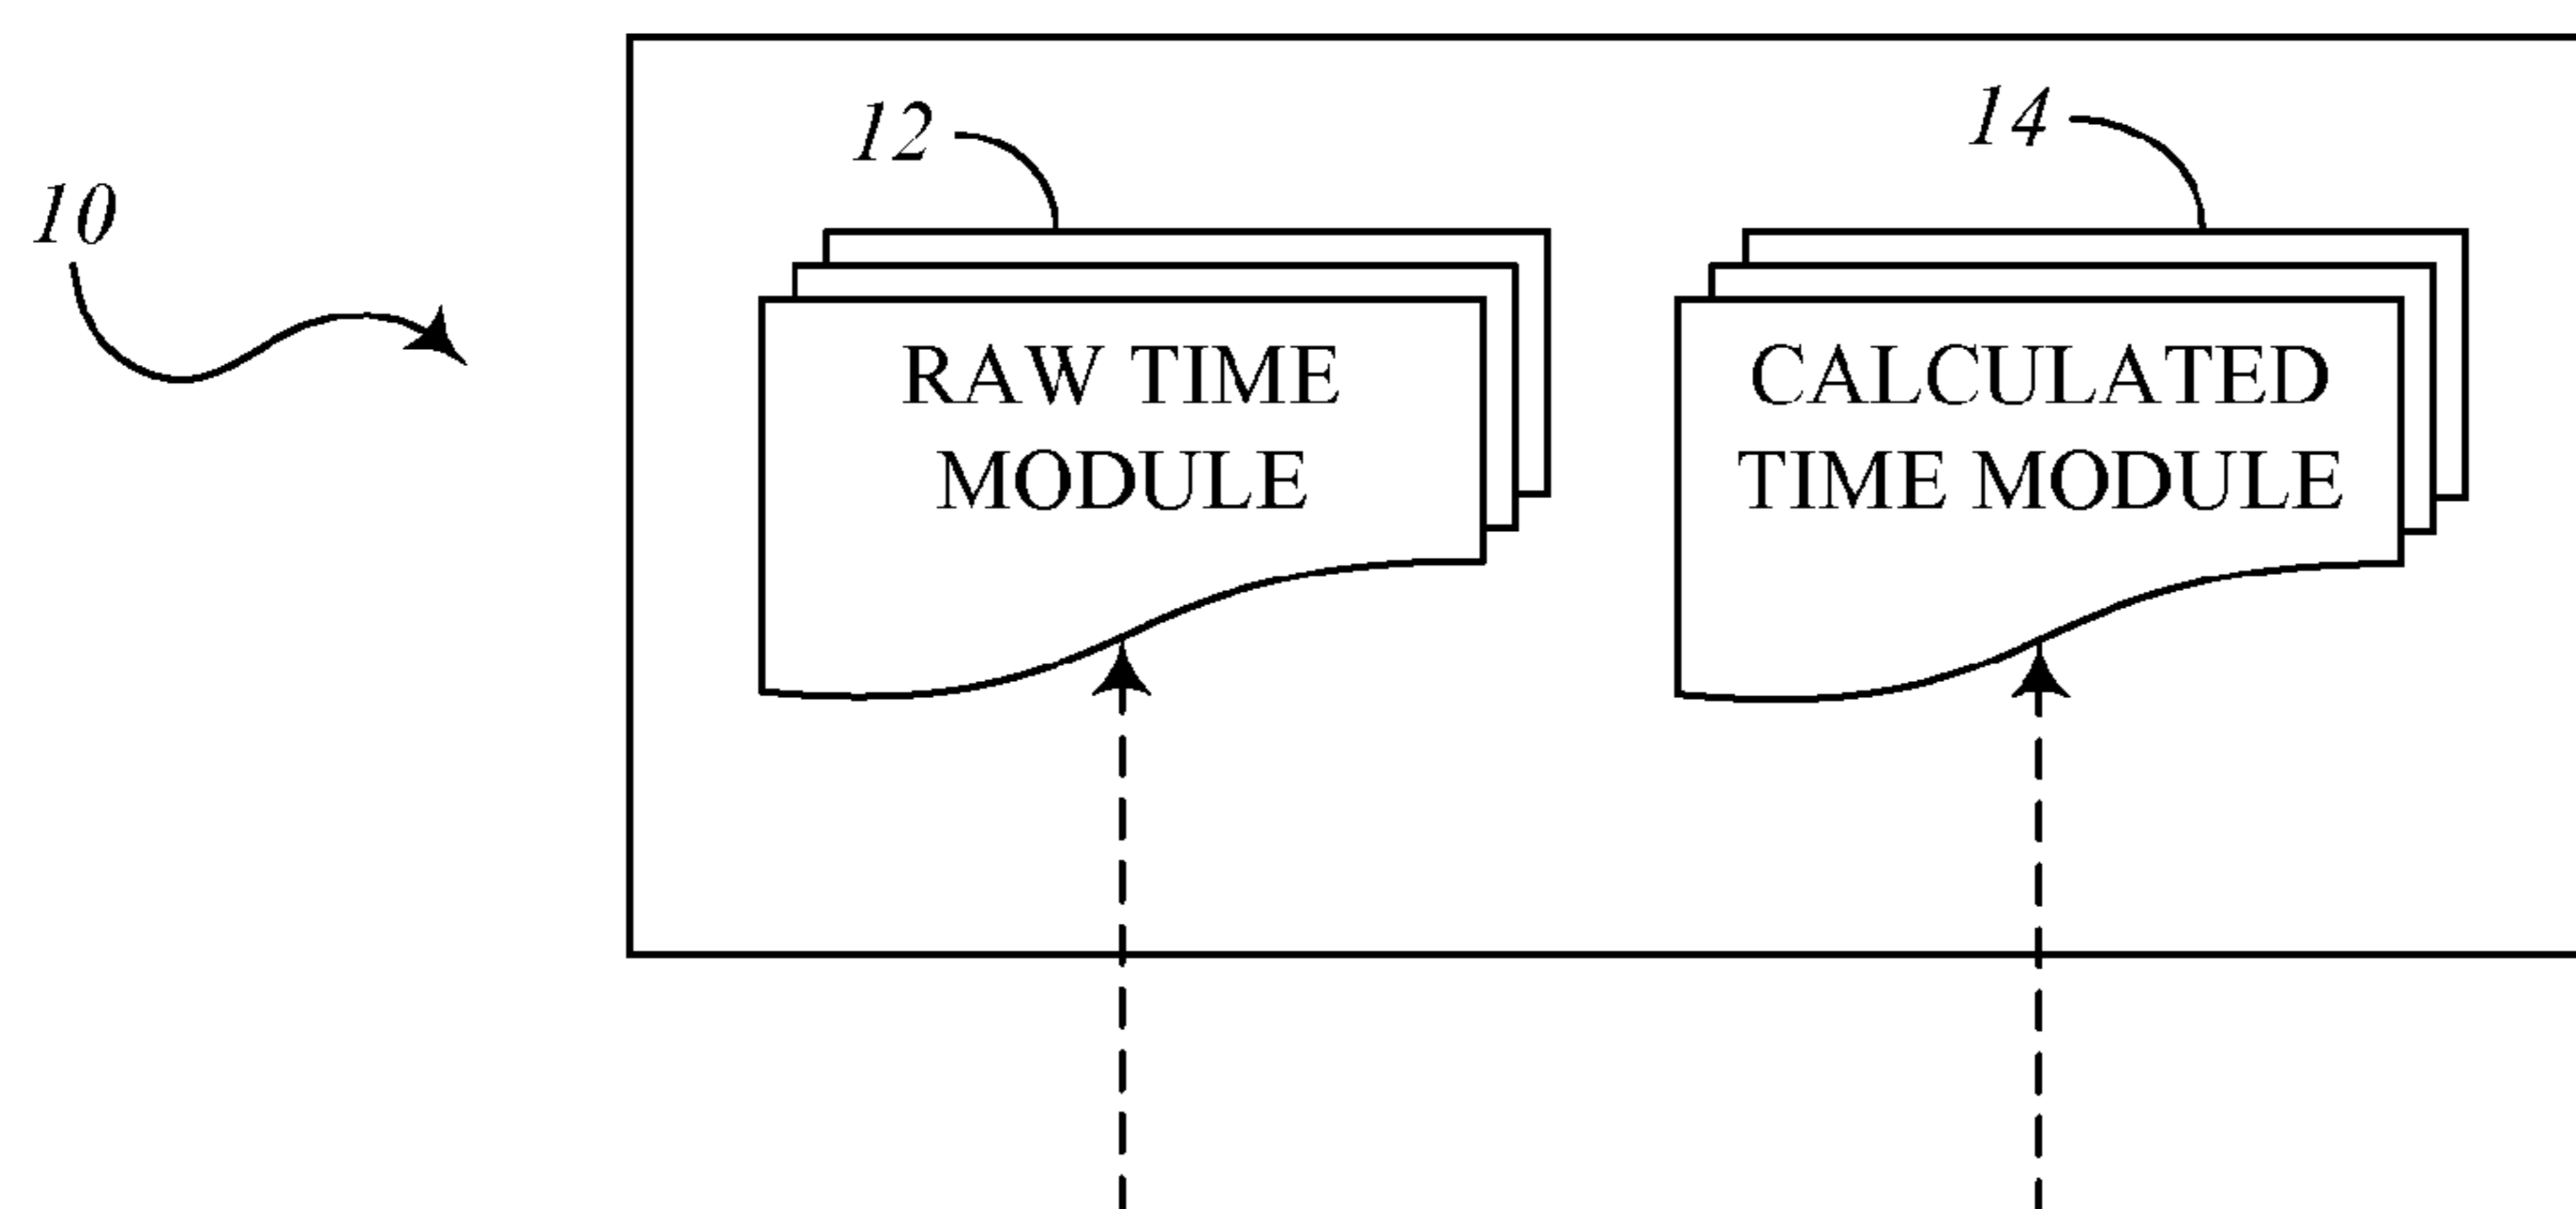 12
14
10
RAW TIME
MODULE
CALCULATED
TIME MODULE